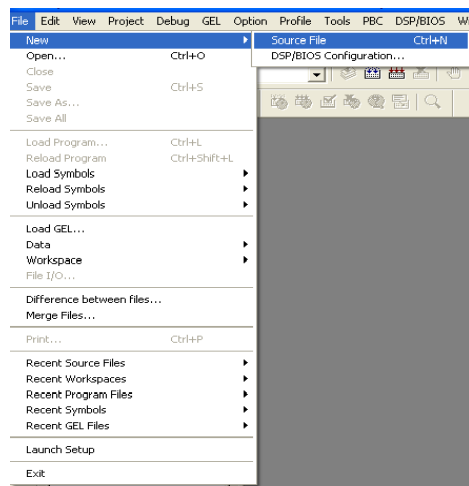 File Edit View Project Debug GEL Option Profile Tools PBC DSP/BIOS W
New
Source File Ctrl+N
Open... Ctrl+O
DSP/BIOS Configuration...
Close
Save Ctrl+S
Save As...
Save All
Load Program... Ctrl+L
Reload Program Ctrl+Shift+L
Load Symbols
Reload Symbols
Unload Symbols
Load GEL...
Data
Workspace
File I/O...
Difference between files...
Merge Files...
Print... Ctrl+P
Recent Source Files
Recent Workspaces
Recent Program Files
Recent Symbols
Recent GEL Files
Launch Setup
Exit